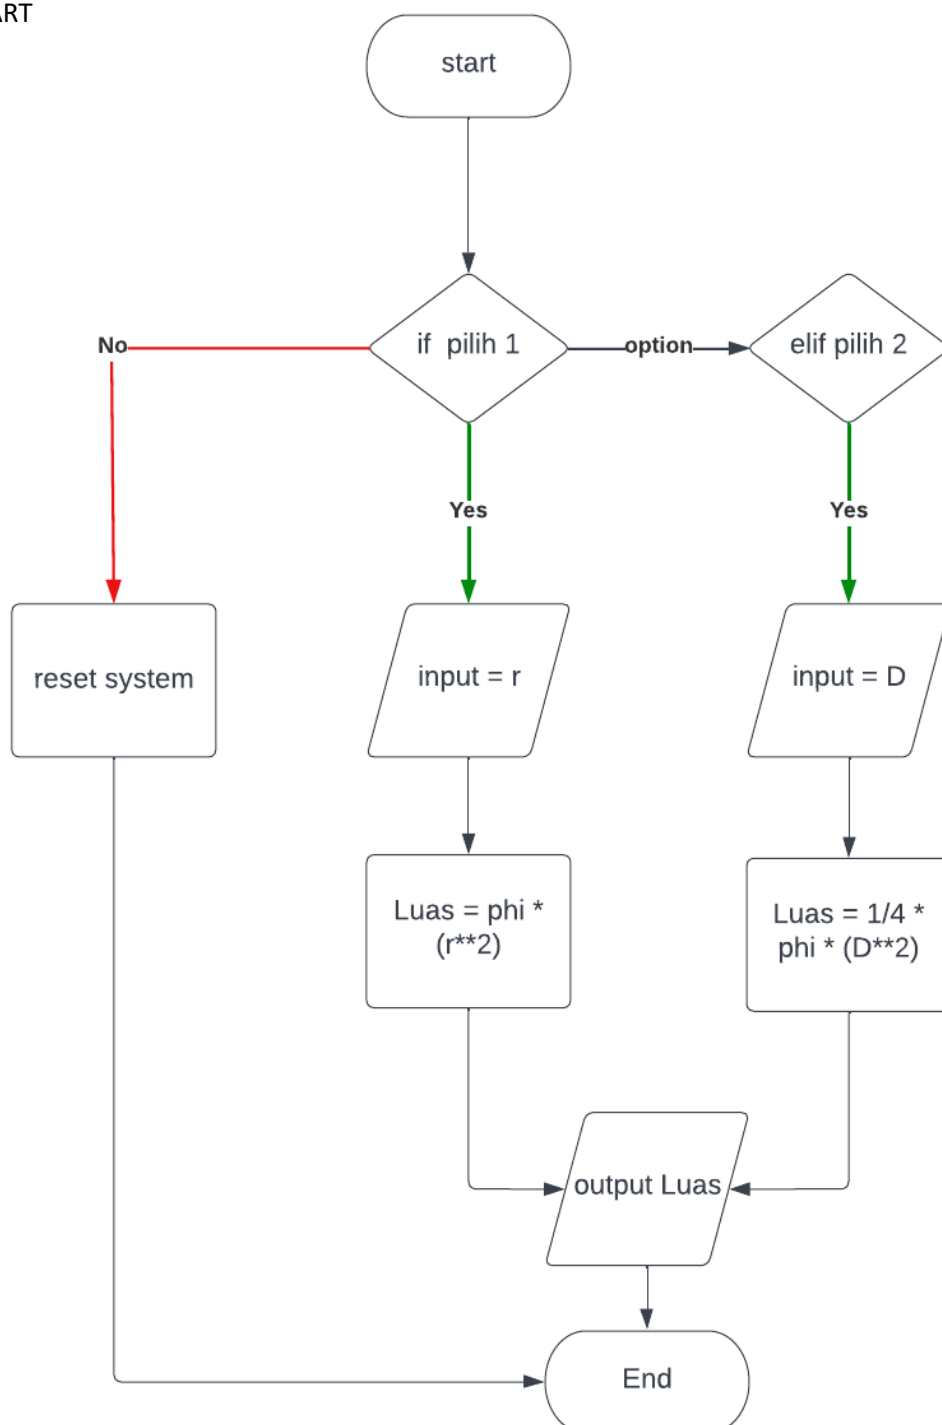 ART
start
if pilih 1
elif pilih 2
No
option
Yes
Yes
reset system
input = r
input = D
Luas = phi *
(r**2)
Luas = 1/4 *
phi * (D**2)
output Luas
End